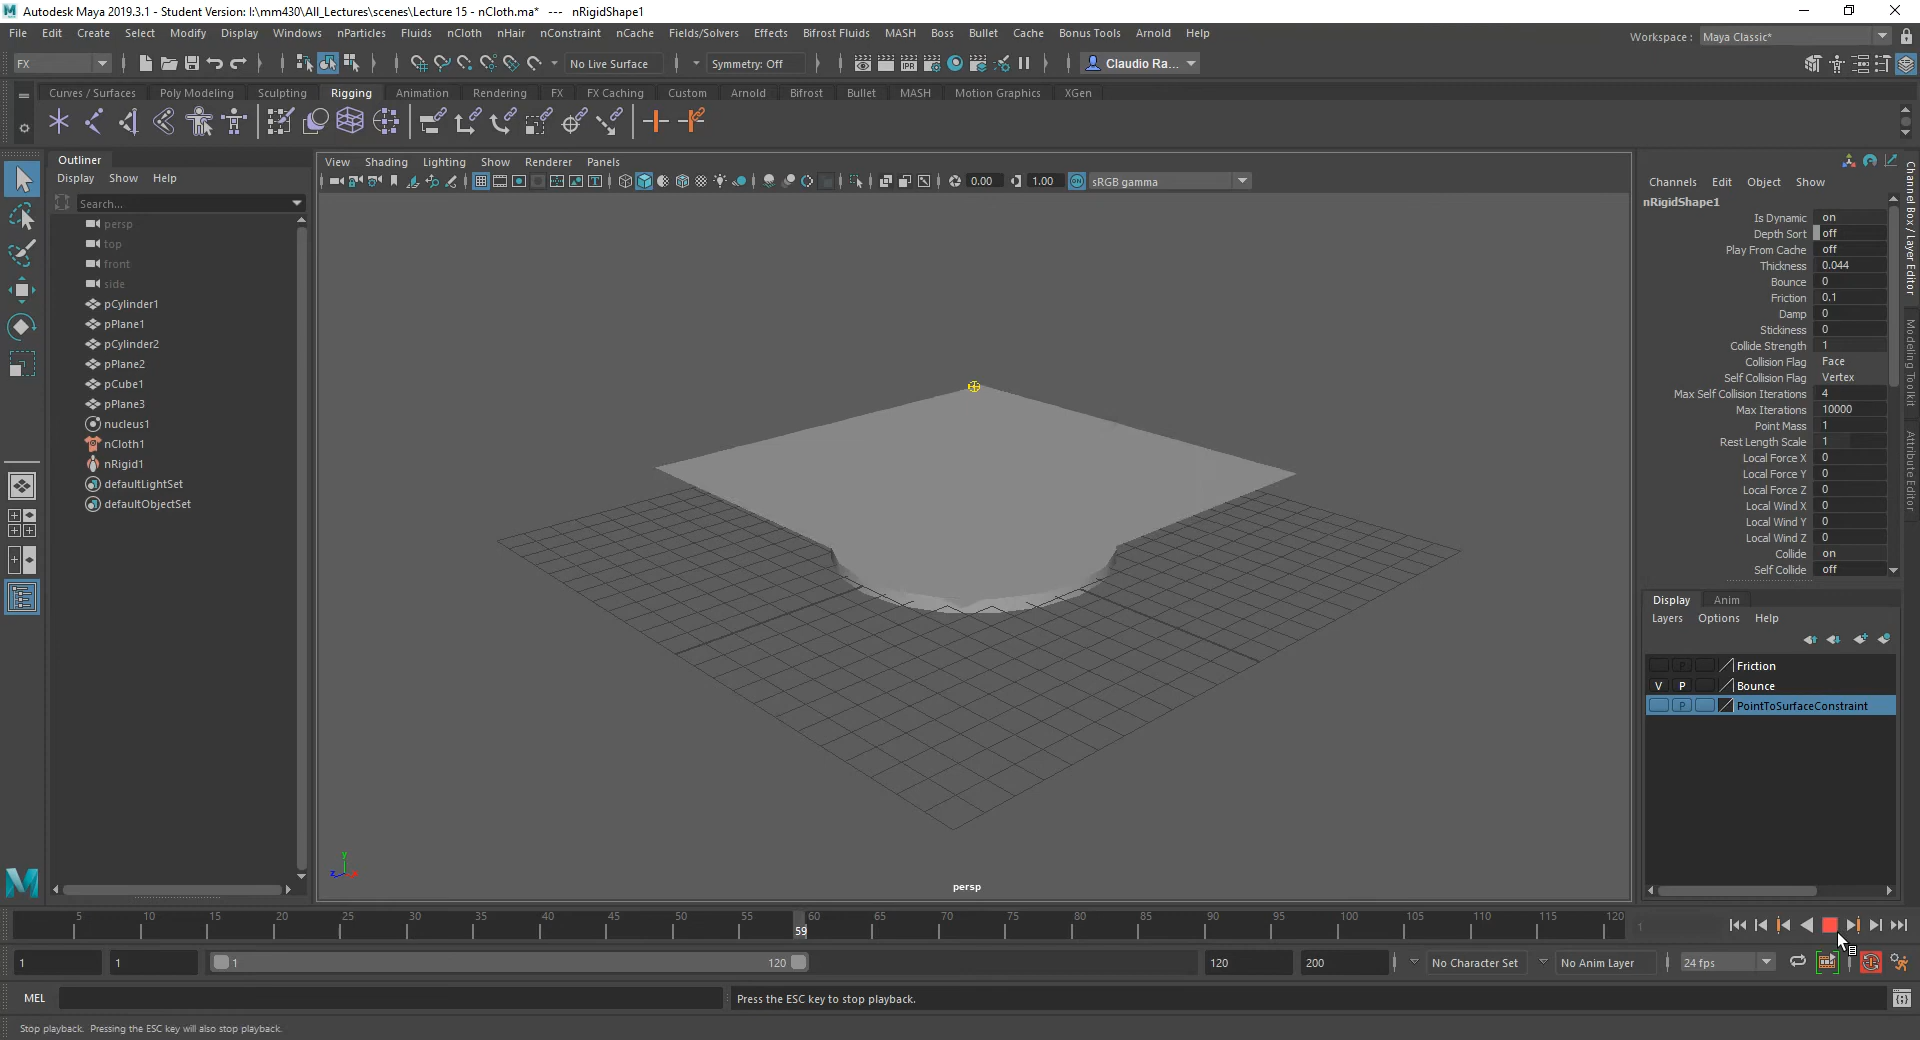 Autodesk Maya 2019.3.1 - Student Version: I:\mm430\All_Lectures\scenes\Lecture 15 - nCloth.ma* --- nRigidShape1
File Edit Create Select Modify Display Windows nParticles Fluids nCloth nHair nConstraint nCache Fields/Solvers Effects Bifrost Fluids MASH Boss Bullet Cache Bonus Tools Arnold Help
Workspace : Maya Classic*
FX No Live Surface Symmetry: Off Claudio Ra...
Curves / Surfaces Poly Modeling Sculpting Rigging Animation Rendering FX FX Caching Custom Arnold Bifrost Bullet MASH Motion Graphics XGen
Outliner
Display Show Help
Search...
persp
top
front
side
pCylinder1
pPlane1
pCylinder2
pPlane2
pCube1
pPlane3
nucleus1
nCloth1
nRigid1
defaultLightSet
defaultObjectSet
View Shading Lighting Show Renderer Panels
0.00 1.00 ON sRGB gamma
y
z
x
persp
Channels Edit Object Show
nRigidShape1
Is Dynamic on
Depth Sort off
Play From Cache off
Thickness 0.044
Bounce 0
Friction 0.1
Damp 0
Stickiness 0
Collide Strength 1
Collision Flag Face
Self Collision Flag Vertex
Max Self Collision Iterations 4
Max Iterations 10000
Point Mass 1
Rest Length Scale 1
Local Force X 0
Local Force Y 0
Local Force Z 0
Local Wind X 0
Local Wind Y 0
Local Wind Z 0
Collide on
Self Collide off
Display Anim
Layers Options Help
P Friction
V P Bounce
P PointToSurfaceConstraint
Channel Box / Layer Editor
Modeling Toolkit
Attribute Editor
5 10 15 20 25 30 35 40 45 50 55 60 65 70 75 80 85 90 95 100 105 110 115 120
59
1
1 1 1 120 120 200 No Character Set No Anim Layer 24 fps
MEL Press the ESC key to stop playback.
Stop playback. Pressing the ESC key will also stop playback.